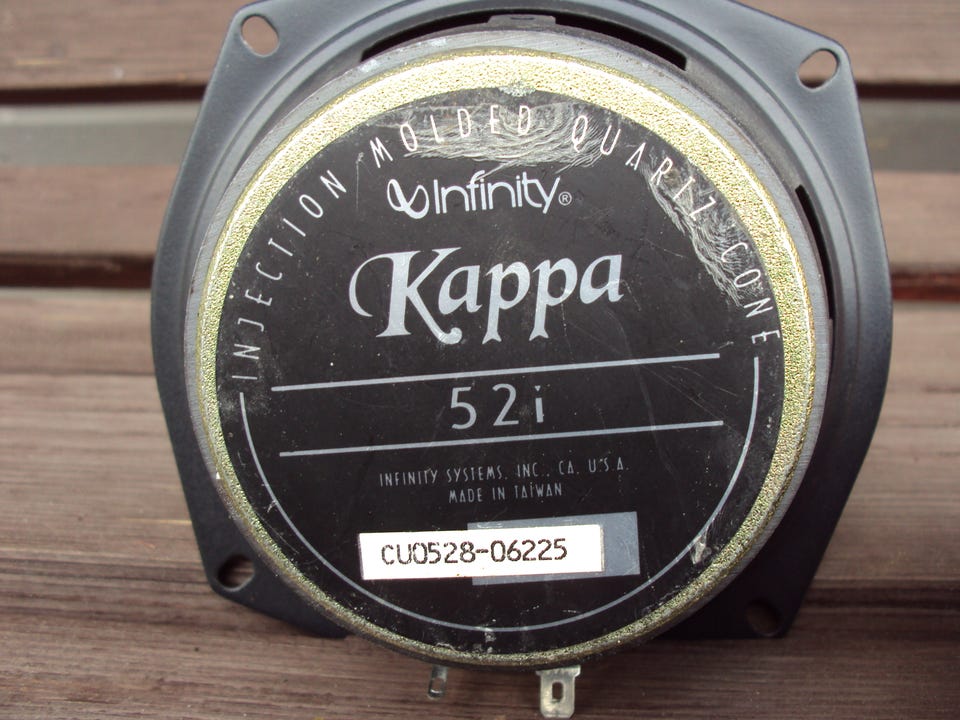 INJECTION MOLDED QUARTZ CONE
Infinity®
Kappa
52i
INFINITY SYSTEMS, INC., CA. U.S.A.
MADE IN TAIWAN
CU0528-06225